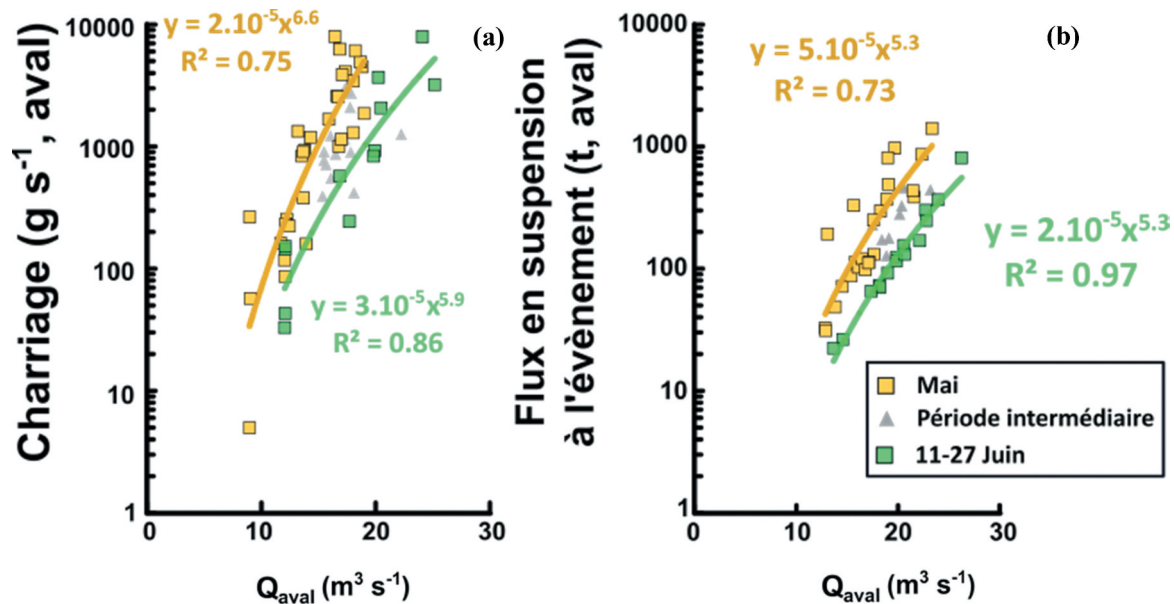 Charriage (g s⁻¹, aval)
10000
1000
100
10
1
y = 2.10⁻⁵x⁶·⁶
R² = 0.75
(a)
y = 3.10⁻⁵x⁵·⁹
R² = 0.86
0
10
20
30
Qaval (m³ s⁻¹)
Flux en suspension
à l'évènement (t, aval)
10000
1000
100
10
1
y = 5.10⁻⁵x⁵·³
R² = 0.73
(b)
y = 2.10⁻⁵x⁵·³
R² = 0.97
Mai
Période intermédiaire
11-27 Juin
0
10
20
30
Qaval (m³ s⁻¹)